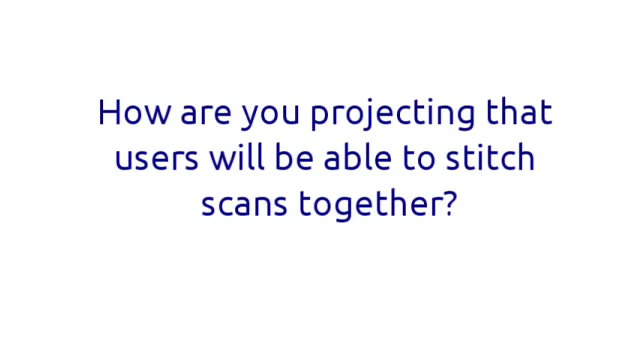 How are you projecting that
users will be able to stitch
scans together?